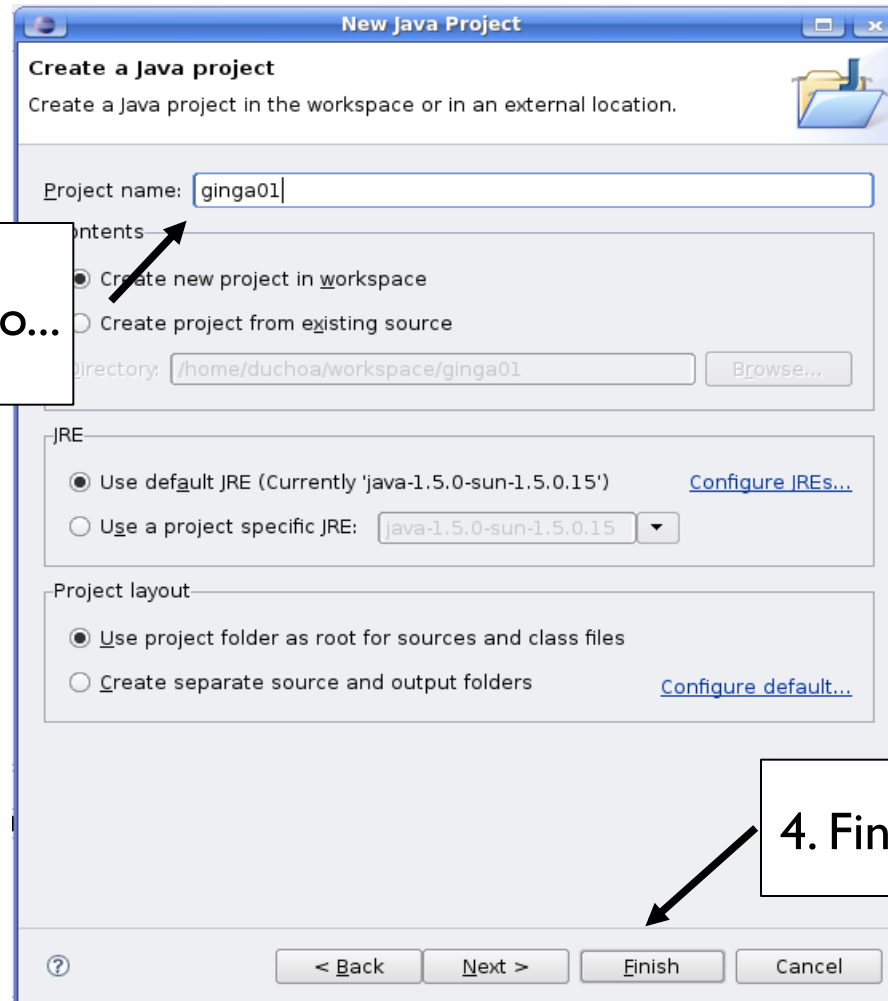 New Java Project
Create a Java project
Create a Java project in the workspace or in an external location.
Project name: ginga01
ontents
Create new project in workspace
o...
Create project from existing source
irectory: /home/duchoa/workspace/ginga01 Browse...
JRE
Use default JRE (Currently 'java-1.5.0-sun-1.5.0.15') Configure JREs...
Use a project specific JRE: java-1.5.0-sun-1.5.0.15
Project layout
Use project folder as root for sources and class files
Create separate source and output folders Configure default...
4. Fin
? < Back Next > Finish Cancel